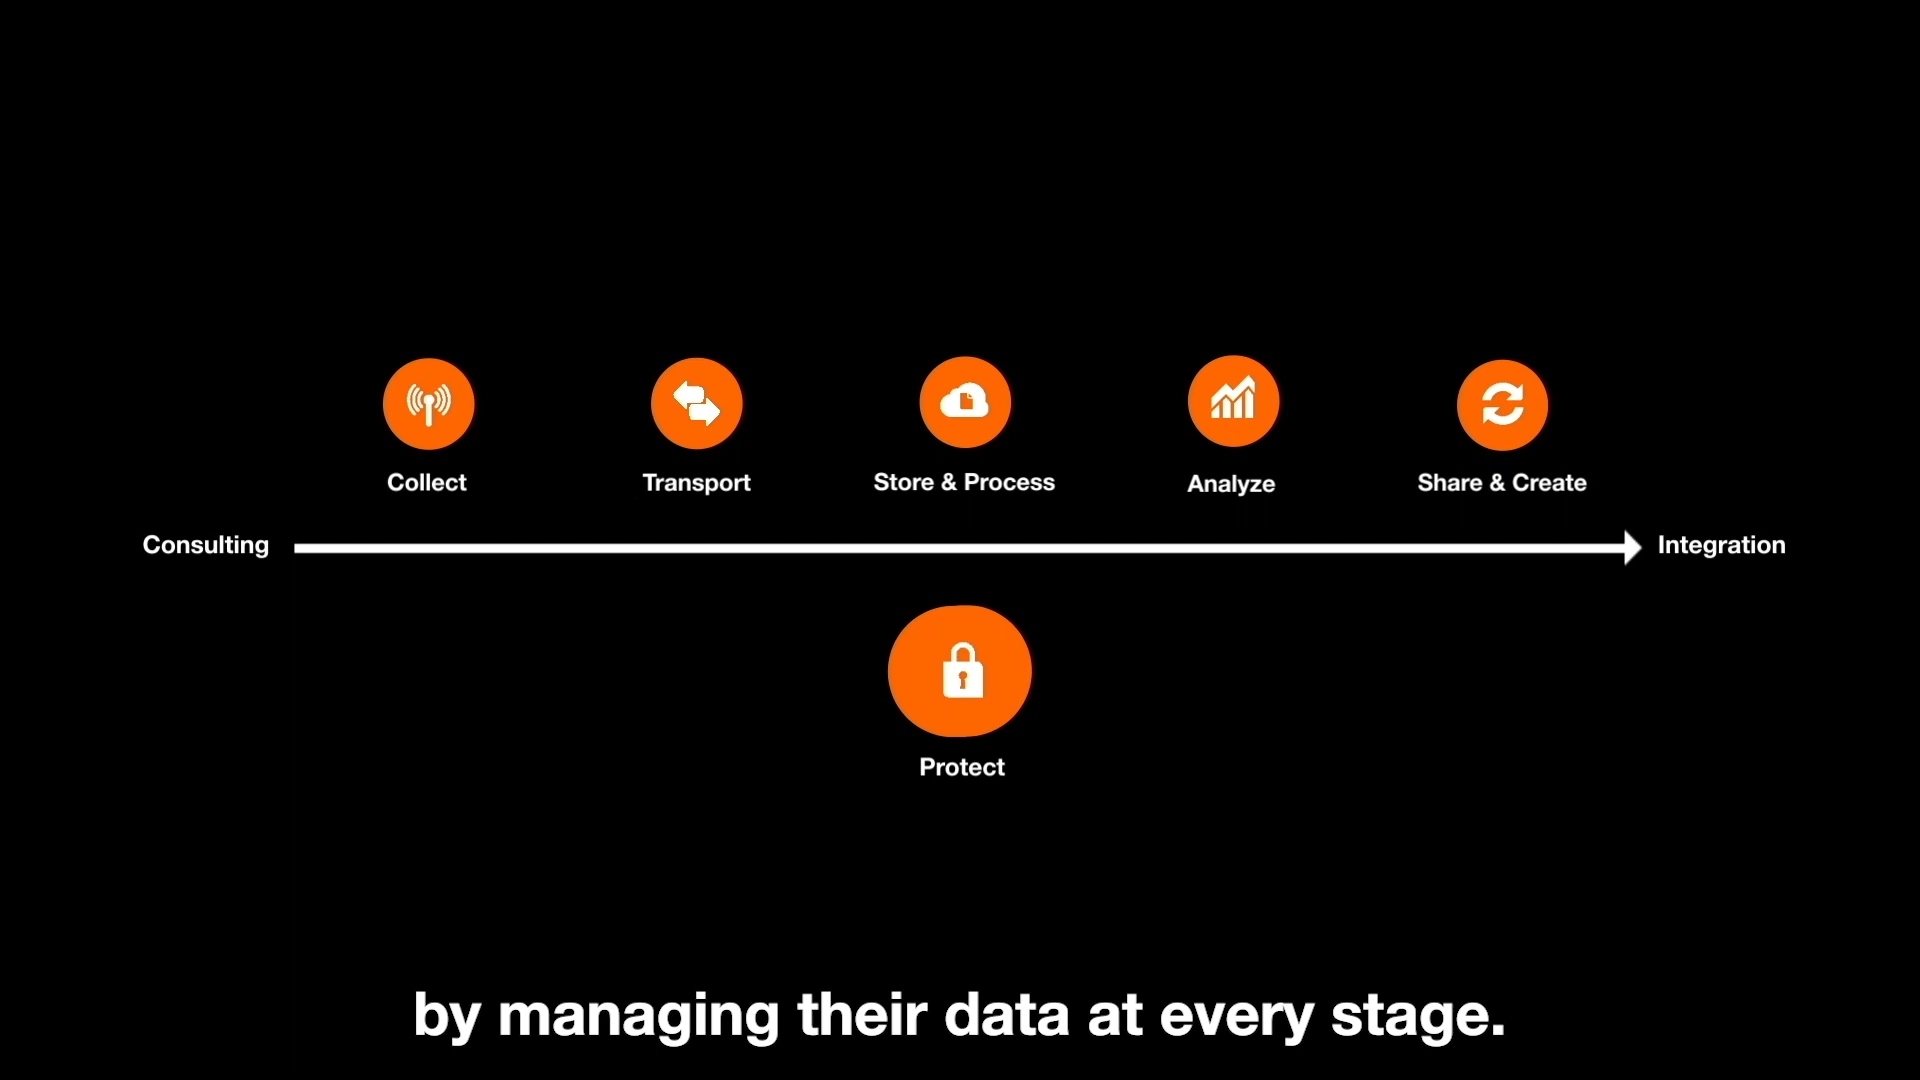 Collect
Transport
Store & Process
Analyze
Share & Create
Consulting
Integration
Protect
by managing their data at every stage.